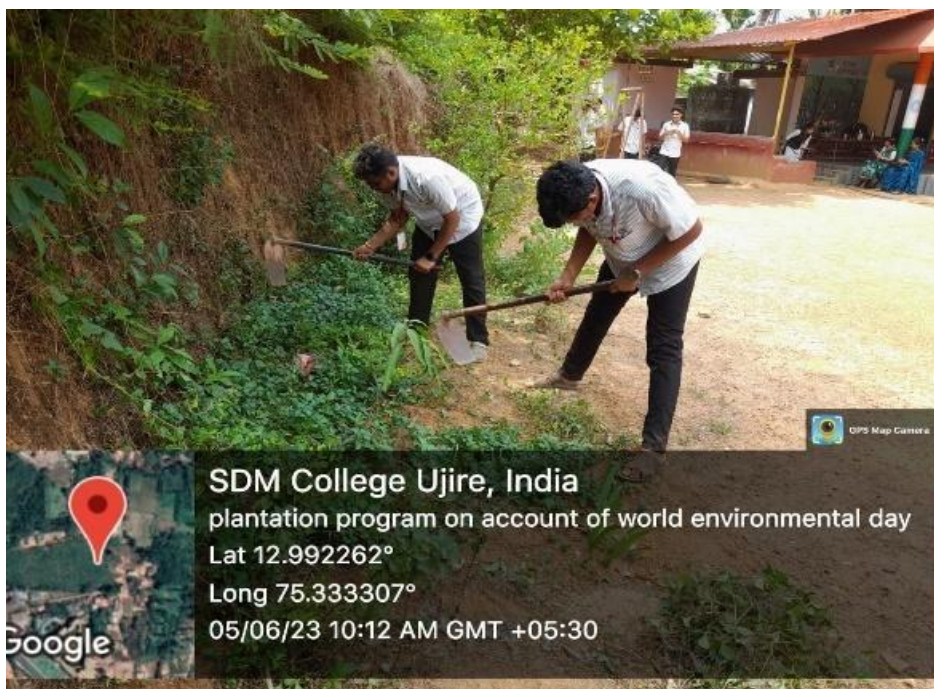 GPS Map Camera
SDM College Ujire, India
plantation program on account of world environmental day
Lat 12.992262°
Long 75.333307°
05/06/23 10:12 AM GMT +05:30
Google